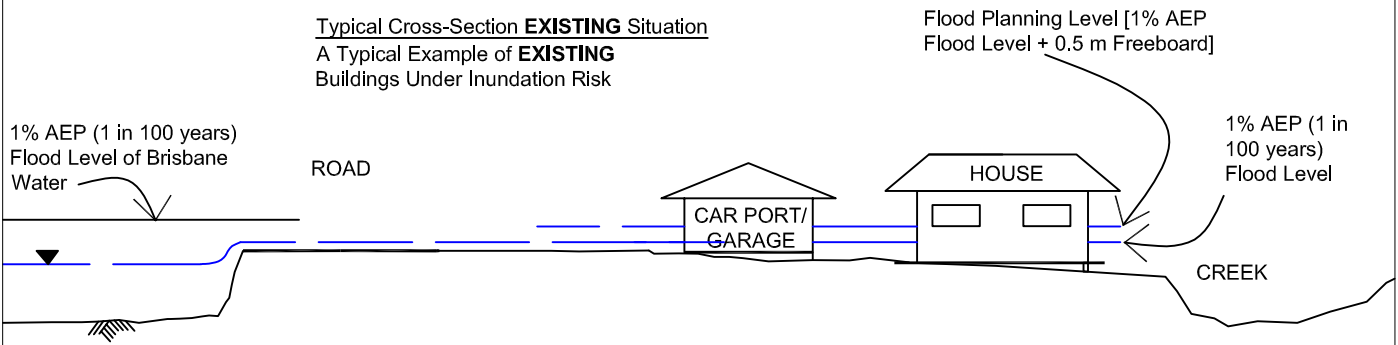 Typical Cross-Section EXISTING Situation
A Typical Example of EXISTING
Buildings Under Inundation Risk
Flood Planning Level [1% AEP
Flood Level + 0.5 m Freeboard]
1% AEP (1 in 100 years)
Flood Level of Brisbane
Water
ROAD
1% AEP (1 in
100 years)
Flood Level
HOUSE
CAR PORT/
GARAGE
CREEK